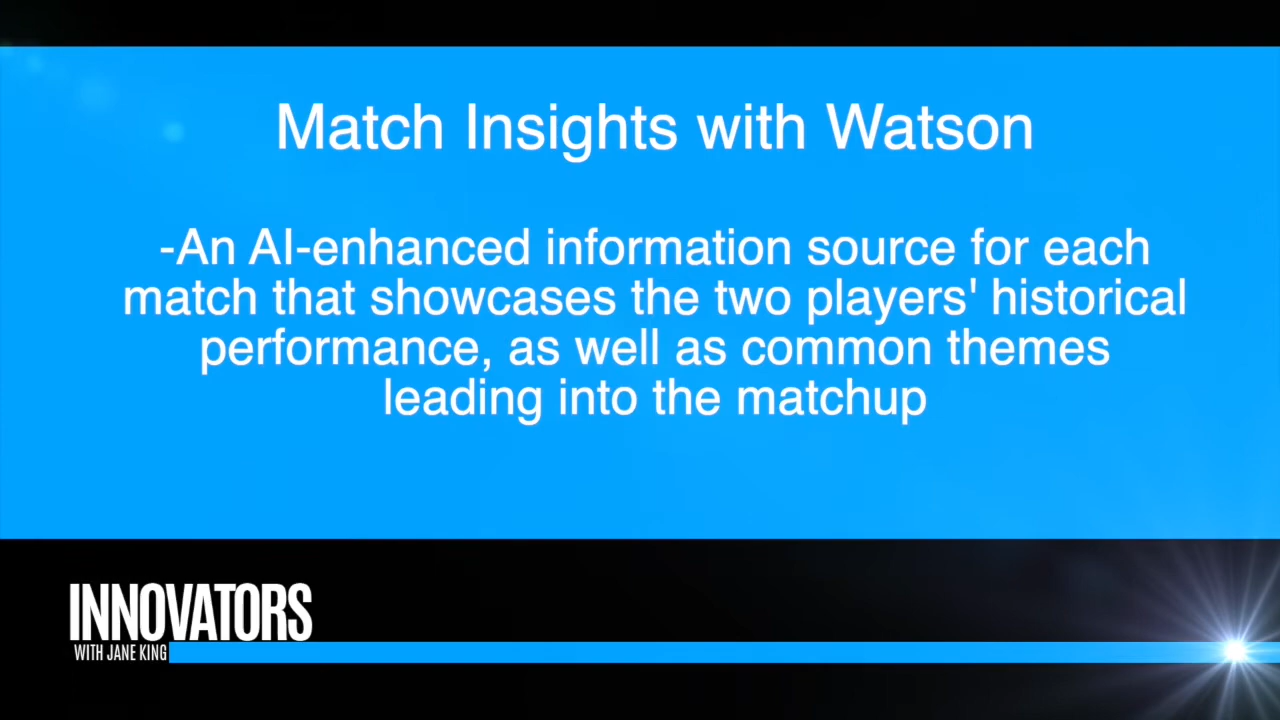 Match Insights with Watson
-An AI-enhanced information source for each
match that showcases the two players' historical
performance, as well as common themes
leading into the matchup
INNOVATORS
WITH JANE KING